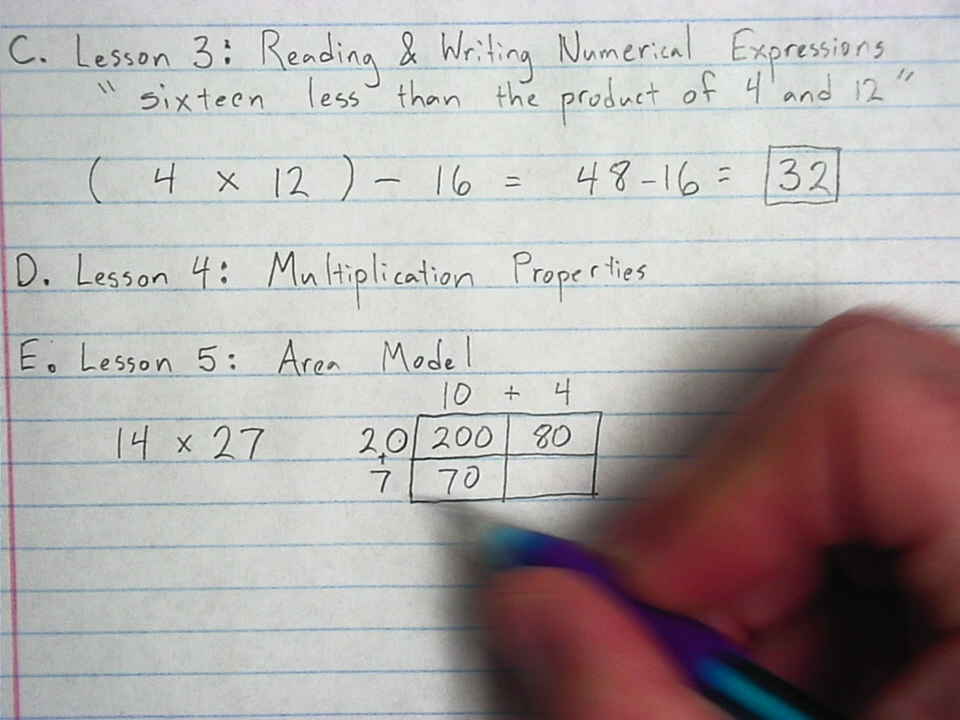 C. Lesson 3: Reading & Writing Numerical Expressions
"sixteen less than the product of 4 and 12"
( 4 x 12 ) - 16 = 48-16 = 32
D. Lesson 4: Multiplication Properties
E. Lesson 5: Area Model
10 + 4
14 x 27 20 200 80
+
7 70